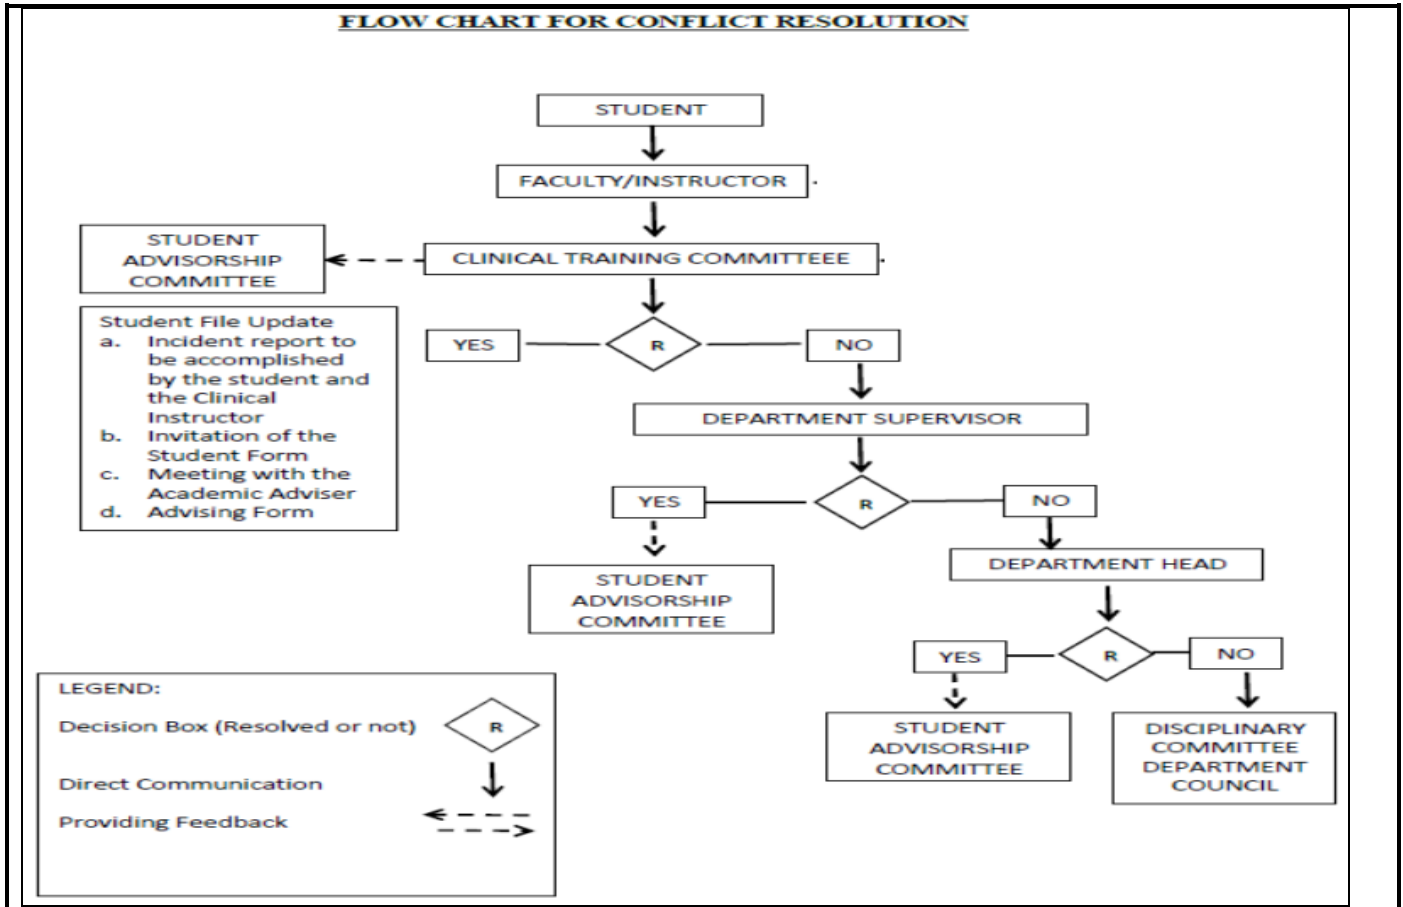 FLOW CHART FOR CONFLICT RESOLUTION
STUDENT
FACULTY/INSTRUCTOR
STUDENT
ADVISORSHIP
COMMITTEE
CLINICAL TRAINING COMMITTEEE
Student File Update
a. Incident report to
be accomplished
by the student and
the Clinical
Instructor
b. Invitation of the
Student Form
c. Meeting with the
Academic Adviser
d. Advising Form
YES
R
NO
DEPARTMENT SUPERVISOR
YES
R
NO
STUDENT
ADVISORSHIP
COMMITTEE
DEPARTMENT HEAD
YES
R
NO
STUDENT
ADVISORSHIP
COMMITTEE
DISCIPLINARY
COMMITTEE
DEPARTMENT
COUNCIL
LEGEND:
Decision Box (Resolved or not)
R
Direct Communication
Providing Feedback